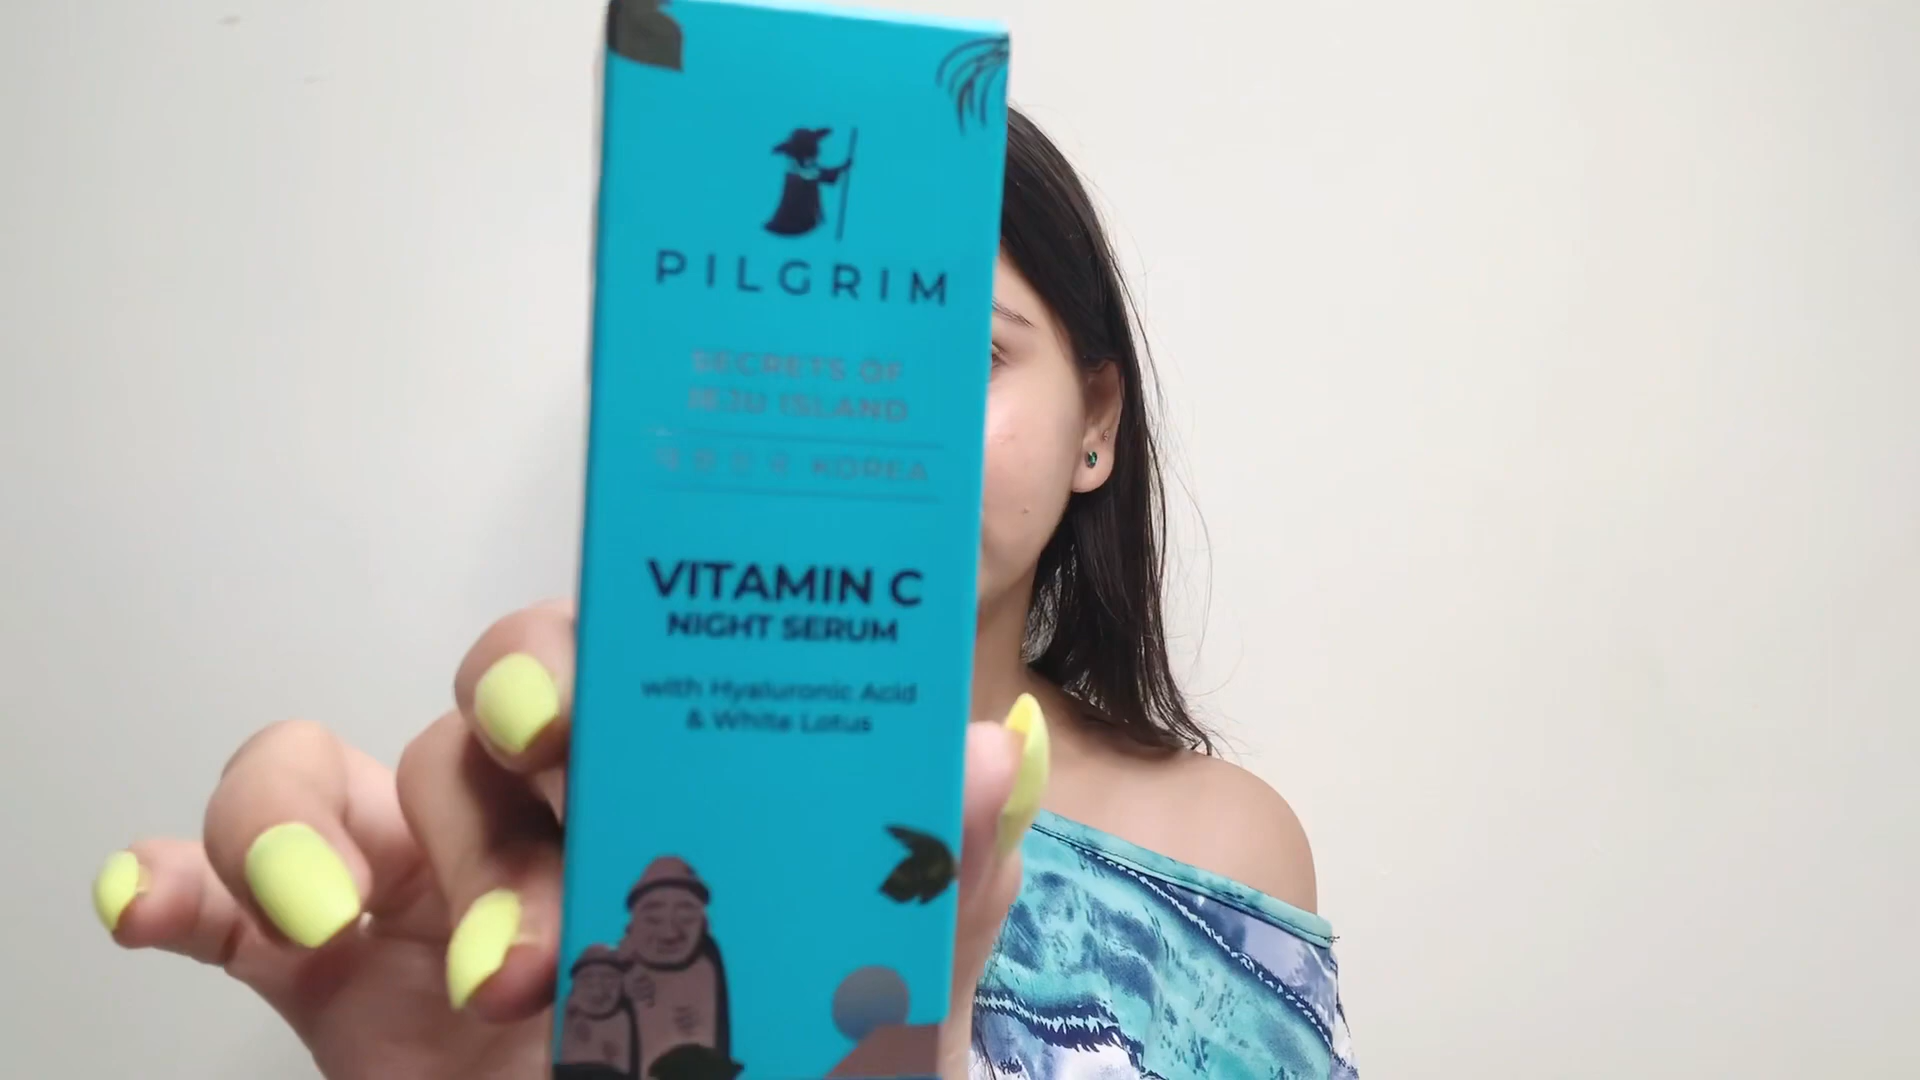 PILGRIM
SECRETS OF
JEJU ISLAND
KOREA
VITAMIN C
NIGHT SERUM
with Hyaluronic Acid
& White Lotus